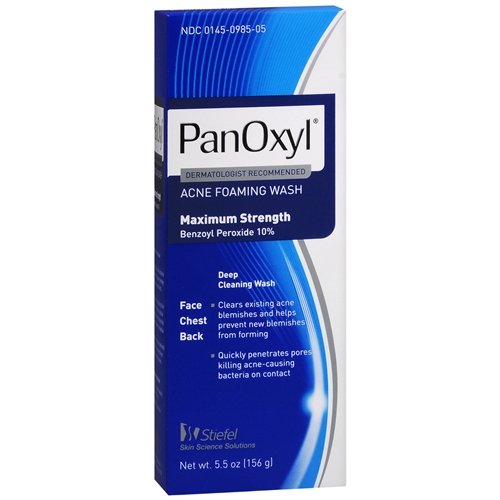 NDC 0145-0985-05
PanOxyl®
DERMATOLOGIST RECOMMENDED
ACNE FOAMING WASH
Maximum Strength
Benzoyl Peroxide 10%
Deep
Cleaning Wash
Face
Chest
Back
▪ Clears existing acne
blemishes and helps
prevent new blemishes
from forming
▪ Quickly penetrates pores
killing acne-causing
bacteria on contact
Stiefel
Skin Science Solutions
Net wt. 5.5 oz (156 g)